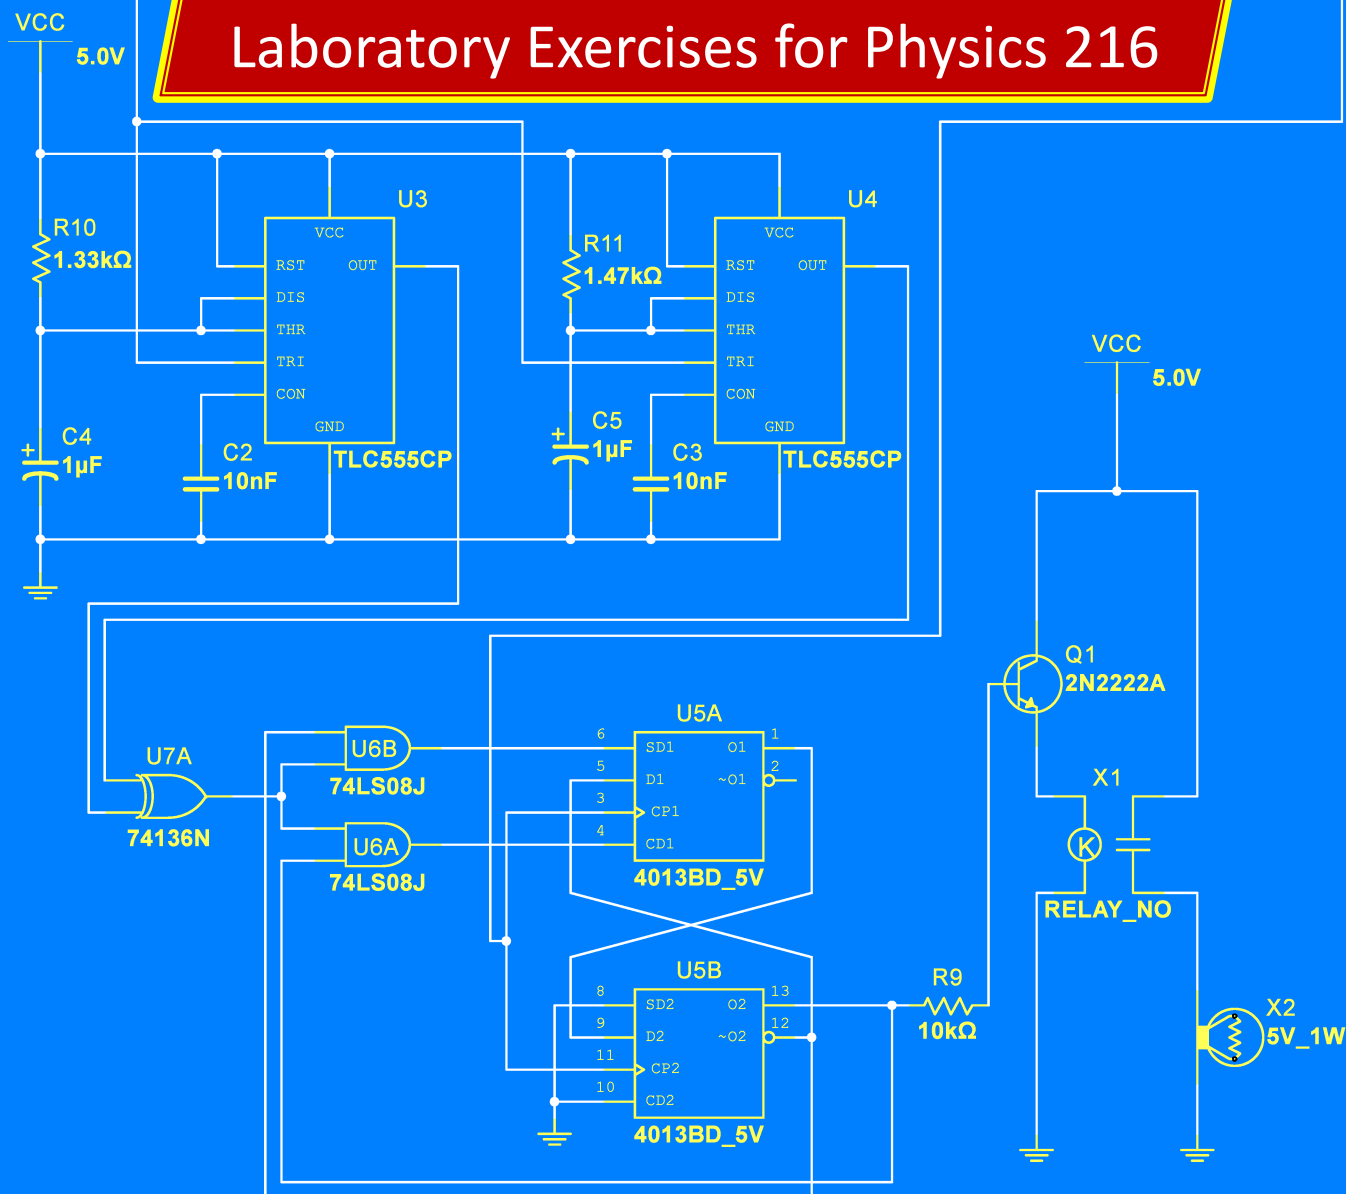 Laboratory Exercises for Physics 216
VCC
5.0V
U3
U4
R10
1.33kΩ
VCC
RST
OUT
DIS
THR
TRI
CON
GND
TLC555CP
R11
1.47kΩ
VCC
RST
OUT
DIS
THR
TRI
CON
GND
TLC555CP
C4
+
1µF
C2
10nF
C5
+
1µF
C3
10nF
VCC
5.0V
Q1
2N2222A
U7A
74136N
U6B
74LS08J
U6A
74LS08J
U5A
6
SD1
O1
1
5
D1
~O1
2
3
CP1
4
CD1
4013BD_5V
X1
K
RELAY_NO
U5B
8
SD2
O2
13
9
D2
~O2
12
11
CP2
10
CD2
4013BD_5V
R9
10kΩ
X2
5V_1W